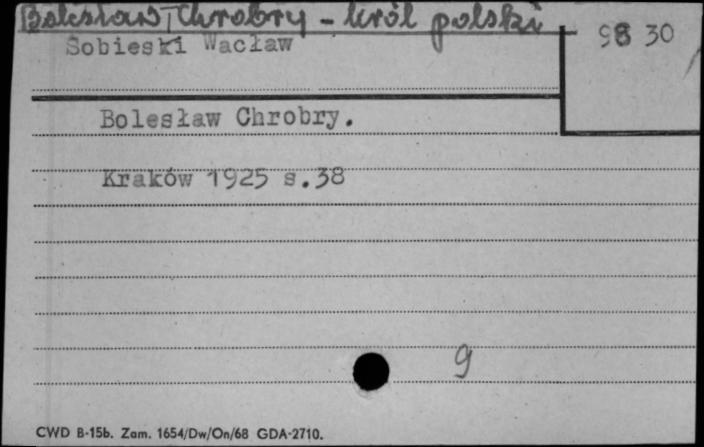 Bolesław I Chrobry - król polski
Sobieski Wacław
98 30
Bolesław Chrobry.
Kraków 1925 s.38
9
CWD B-15b. Zam. 1654/Dw/On/68 GDA-2710.